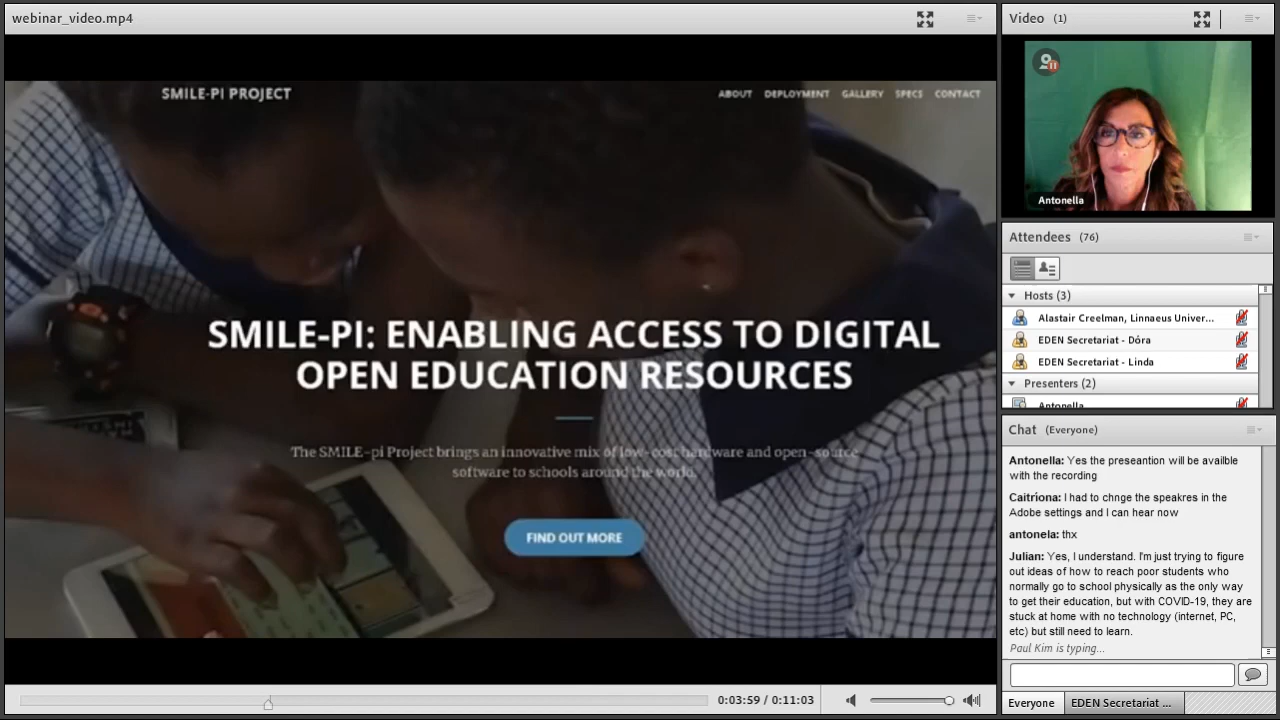 webinar_video.mp4
SMILE-PI PROJECT
ABOUT DEPLOYMENT GALLERY SPECS CONTACT
SMILE-PI: ENABLING ACCESS TO DIGITAL
OPEN EDUCATION RESOURCES
The SMILE-pi Project brings an innovative mix of low-cost hardware and open-source
software to schools around the world.
FIND OUT MORE
0:03:59 / 0:11:03
Video (1)
Antonella
Attendees (76)
Hosts (3)
Alastair Creelman, Linnaeus Univer...
EDEN Secretariat - Dóra
EDEN Secretariat - Linda
Presenters (2)
Antonella
Chat (Everyone)
Antonella: Yes the preseantion will be availble
with the recording
Caitríona: I had to chnge the speakres in the
Adobe settings and I can hear now
antonela: thx
Julian: Yes, I understand. I'm just trying to figure
out ideas of how to reach poor students who
normally go to school physically as the only way
to get their education, but with COVID-19, they are
stuck at home with no technology (internet, PC,
etc) but still need to learn.
Paul Kim is typing...
Everyone
EDEN Secretariat ...